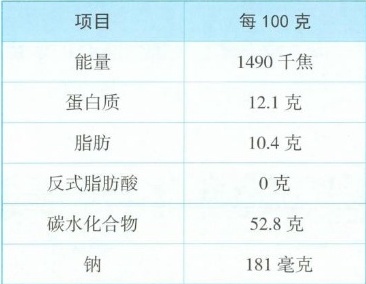 项目 每 100 克
能量 1490 千焦
蛋白质 12.1 克
脂肪 10.4 克
反式脂肪酸 0 克
碳水化合物 52.8 克
钠 181 毫克